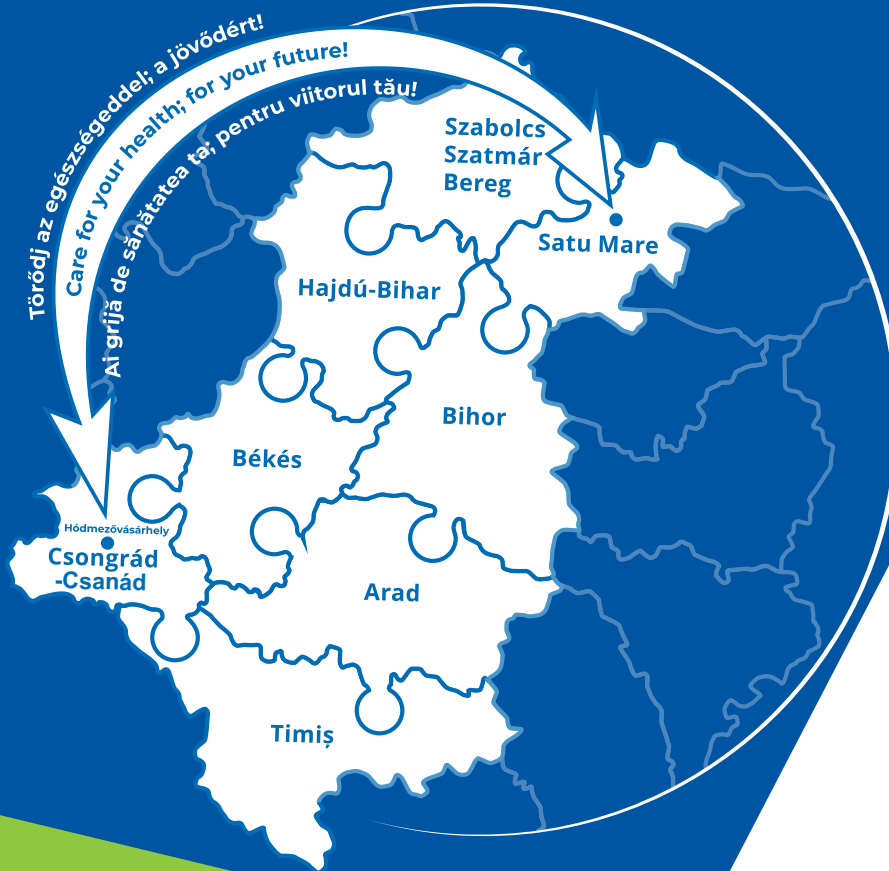 Törődj az egészségeddel; a jövődért!
Care for your health; for your future!
Ai grijă de sănătatea ta; pentru viitorul tău!
Szabolcs
Szatmár
Bereg
Satu Mare
Hajdú-Bihar
Bihor
Békés
Hódmezővásárhely
Csongrád
-Csanád
Arad
Timiș